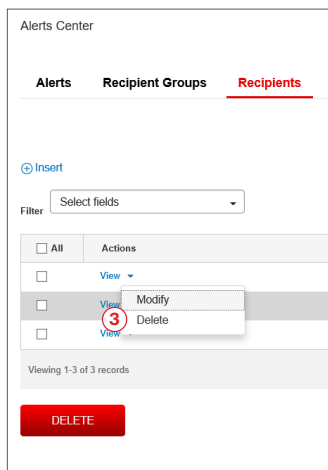 Alerts Center
Alerts Recipient Groups Recipients
Insert
Filter Select fields
All Actions
View
View
Modify
3 Delete
View
Viewing 1-3 of 3 records
DELETE